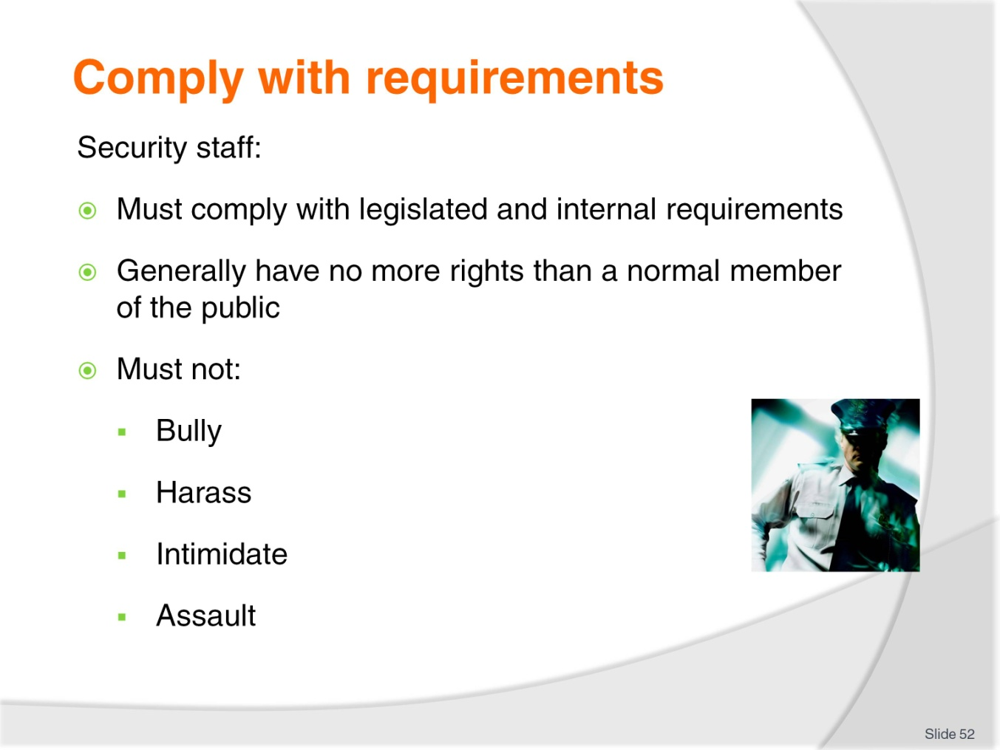 Comply with requirements
Security staff:
Must comply with legislated and internal requirements
Generally have no more rights than a normal member
of the public
Must not:
Bully
Harass
Intimidate
Assault
Slide 52